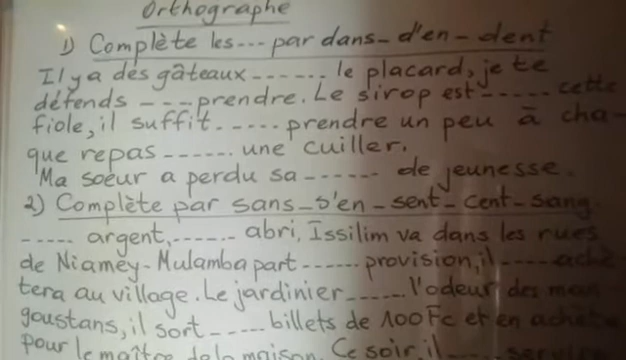 Orthographe
1) Complète les... par dans - d'en - dent
Il y a des gâteaux ...... le placard, je te
défends ... prendre. Le sirop est ..... cette
fiole, il suffit ..... prendre un peu à cha-
que repas ...... une cuiller.
Ma soeur a perdu sa ...... de jeunesse.
2) Complète par sans - s'en - sent - cent - sang
..... argent, ...... abri, Issilim va dans les rues
de Niamey - Mulamba part ...... provision, il ..... achè-
tera au village. Le jardinier ...... l'odeur des man-
goustans, il sort ..... billets de 100 Fc et en
pour le maître de la maison. Ce soir, il